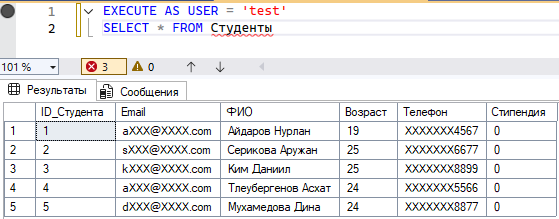 1 EXECUTE AS USER = 'test'
2 SELECT * FROM Студенты
101 % 3 0
Результаты Сообщения
ID_Студента Email ФИО Возраст Телефон Стипендия
1 1 aXXX@XXXX.com Айдаров Нурлан 19 XXXXXXX4567 0
2 2 sXXX@XXXX.com Серикова Аружан 25 XXXXXXX6677 0
3 3 kXXX@XXXX.com Ким Даниил 25 XXXXXXX8899 0
4 4 aXXX@XXXX.com Тлеубергенов Асхат 24 XXXXXXX5566 0
5 5 dXXX@XXXX.com Мухамедова Дина 24 XXXXXXX8877 0